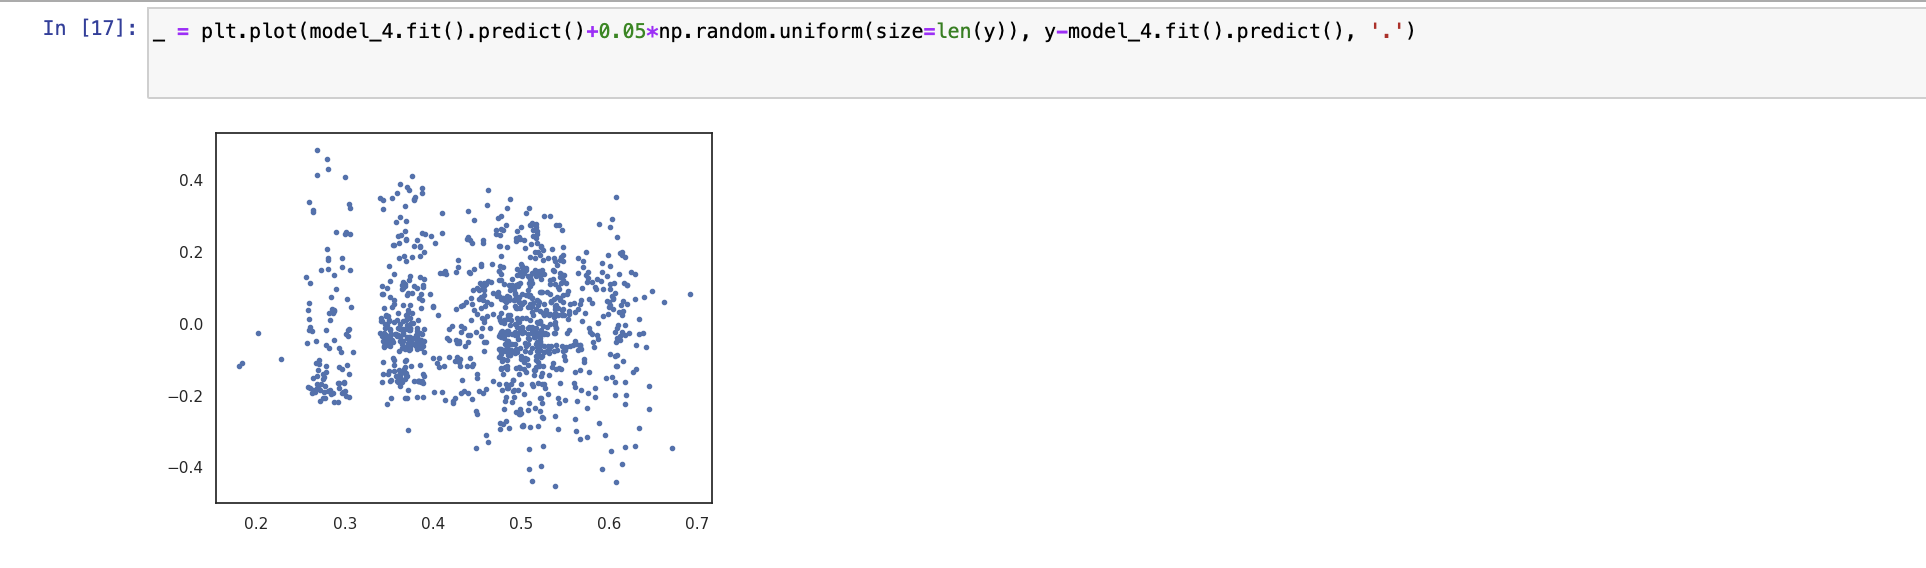 In [17]: _ = plt.plot(model_4.fit().predict()+0.05*np.random.uniform(size=len(y)), y-model_4.fit().predict(), '.')
0.4
0.2
0.0
−0.2
−0.4
0.2 0.3 0.4 0.5 0.6 0.7